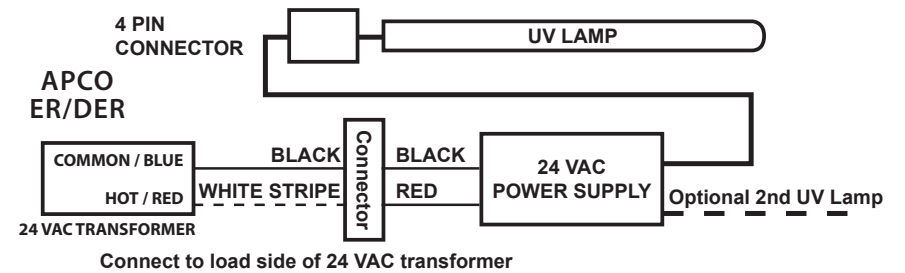 4 PIN
CONNECTOR
UV LAMP
APCO
ER/DER
COMMON / BLUE
HOT / RED
24 VAC TRANSFORMER
BLACK
WHITE STRIPE
Connector
BLACK
RED
24 VAC
POWER SUPPLY
Optional 2nd UV Lamp
Connect to load side of 24 VAC transformer